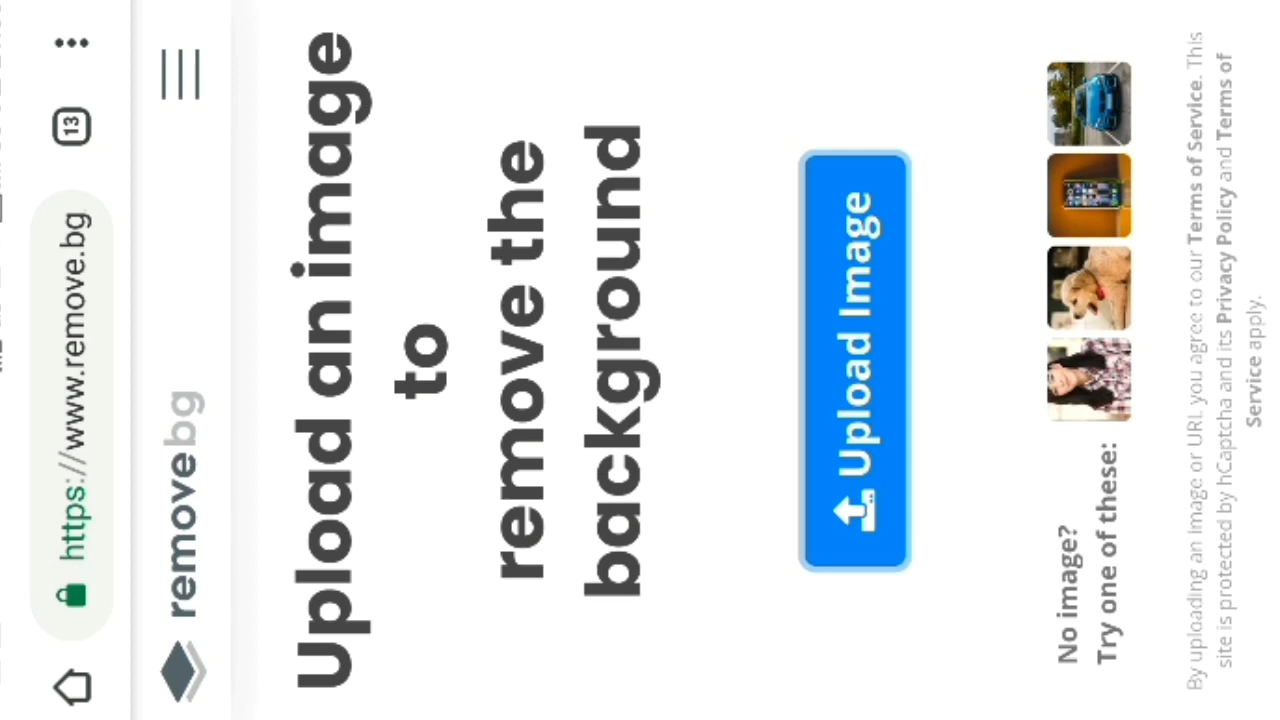 https://www.remove.bg
13
removebg
Upload an image
to
remove the
background
Upload Image
No image?
Try one of these:
By uploading an image or URL you agree to our Terms of Service. This
site is protected by hCaptcha and its Privacy Policy and Terms of
Service apply.